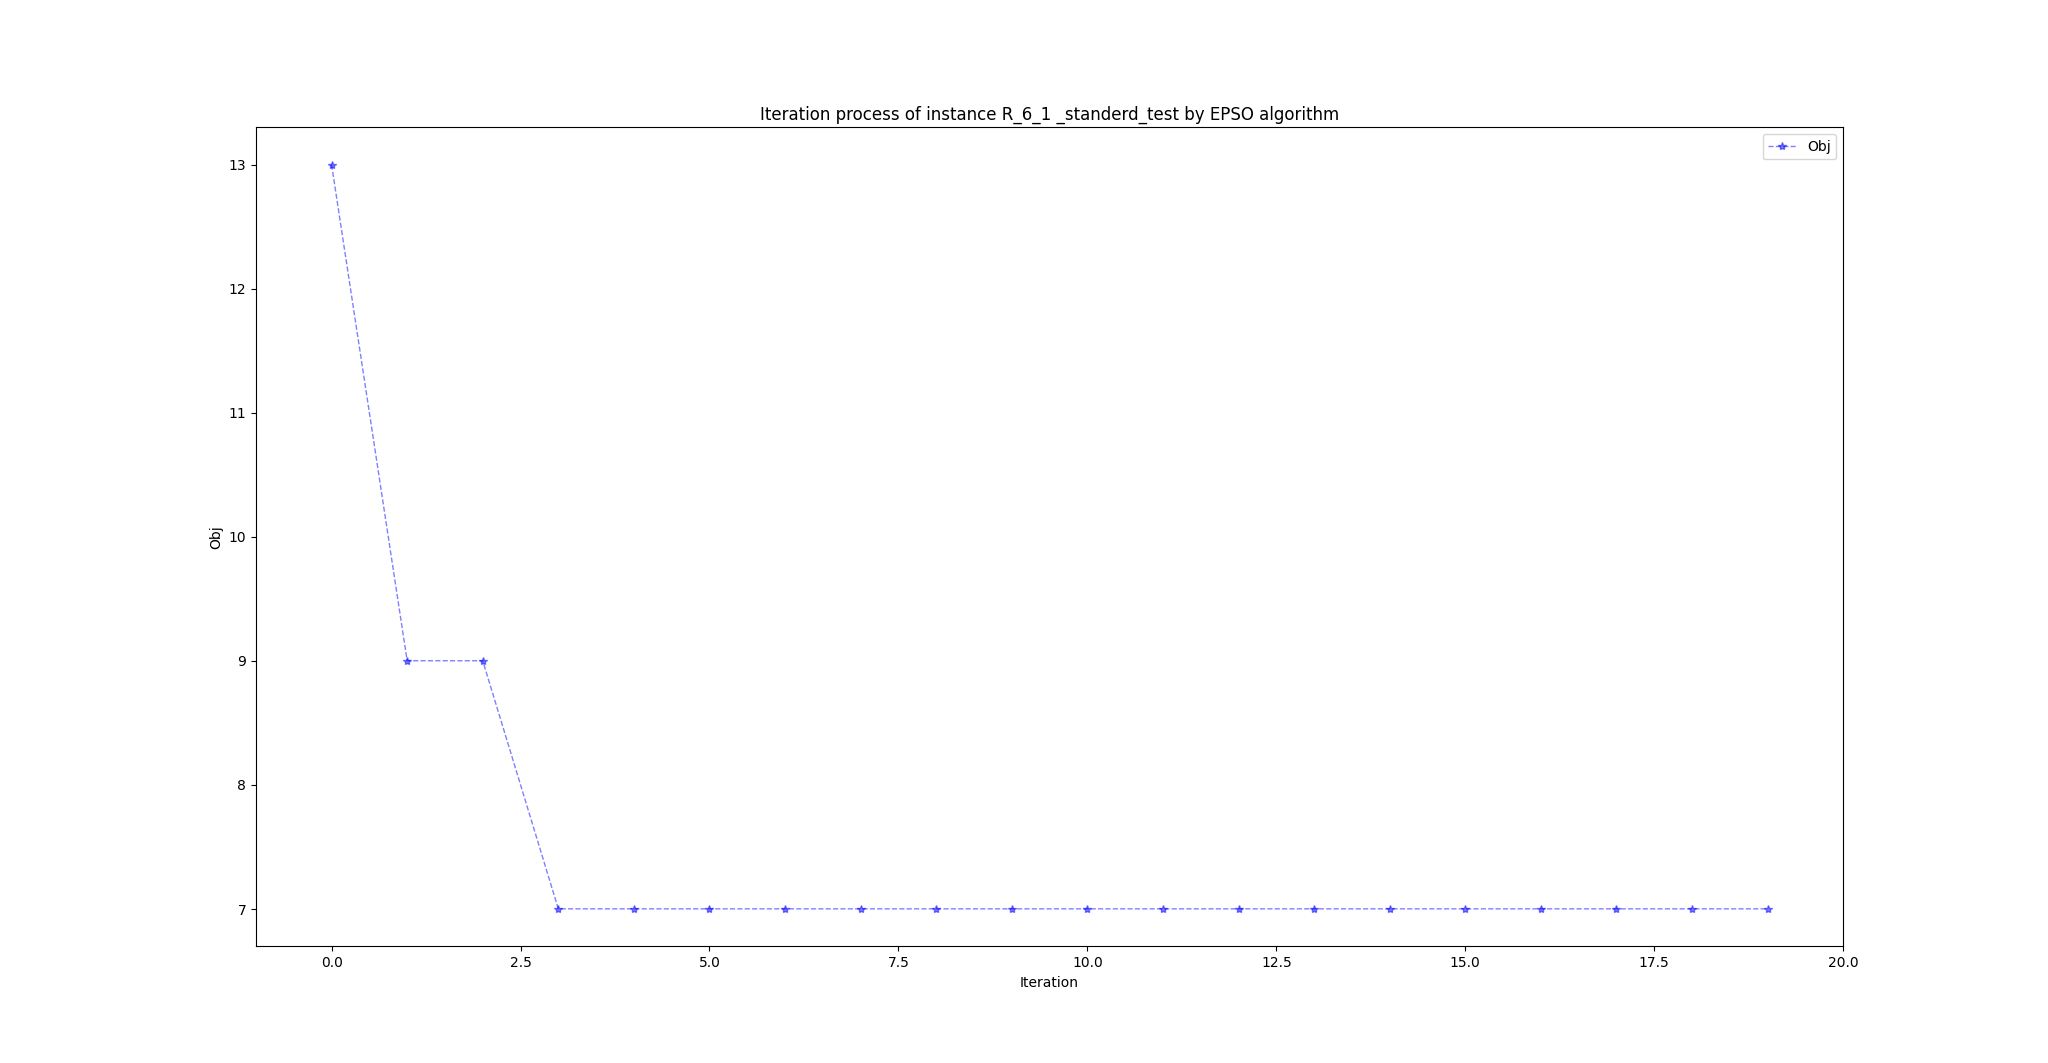 Iteration process of instance R_6_1 _standerd_test by EPSO algorithm
Obj
13
12
11
10
9
8
7
Obj
0.0 2.5 5.0 7.5 10.0 12.5 15.0 17.5 20.0
Iteration